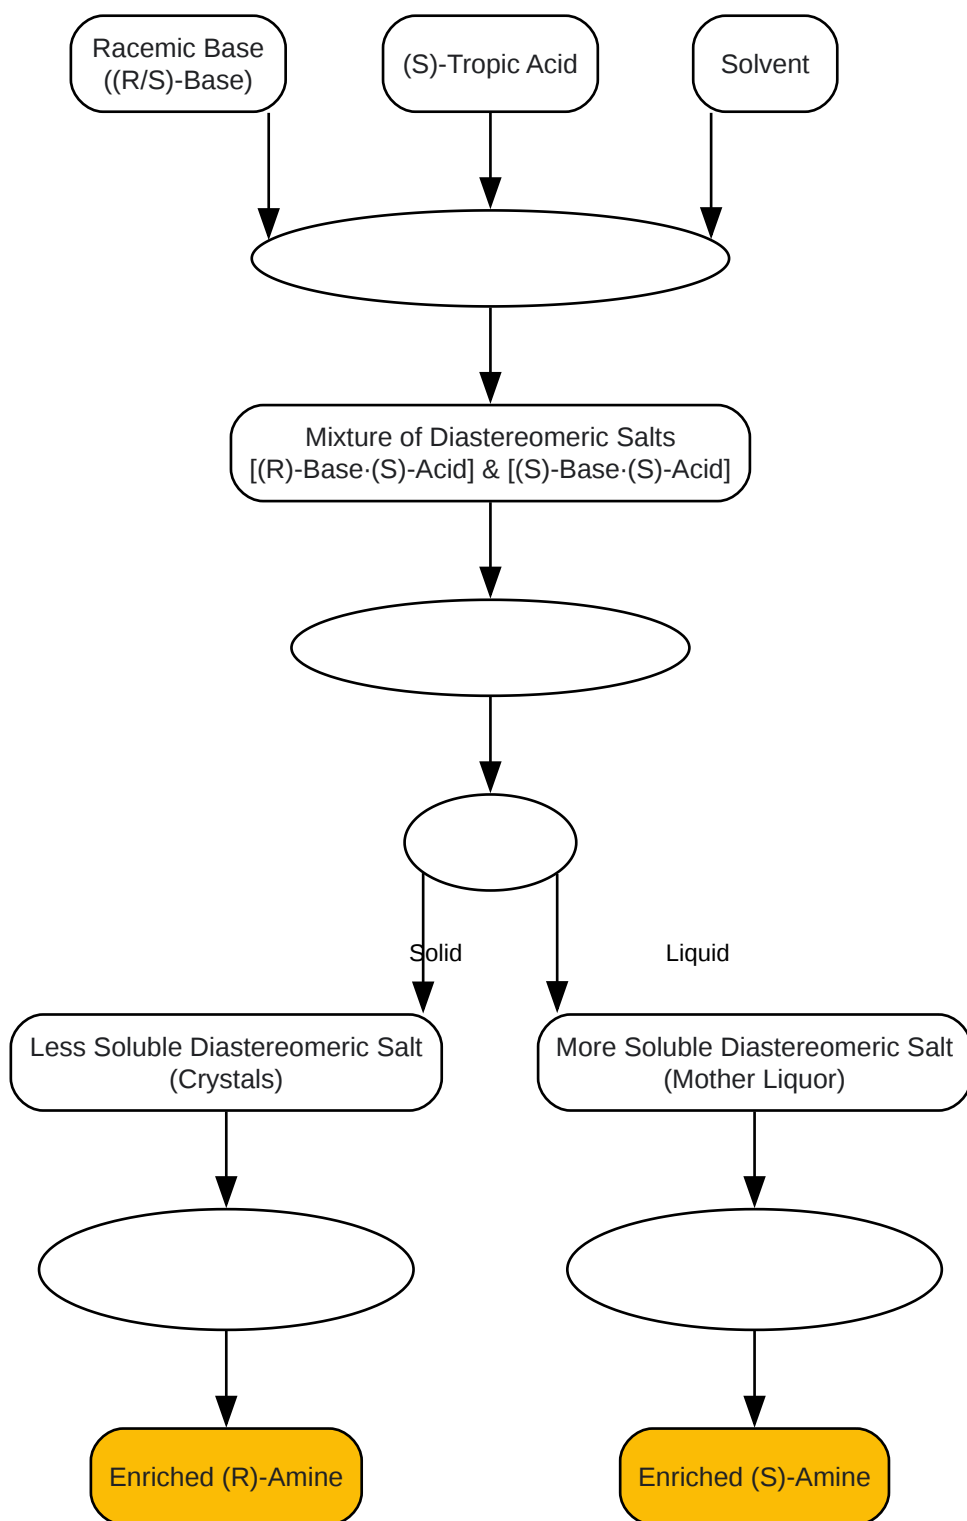 Racemic Base
((R/S)-Base)
(S)-Tropic Acid
Solvent
Mixture of Diastereomeric Salts
[(R)-Base·(S)-Acid] & [(S)-Base·(S)-Acid]
Solid
Liquid
Less Soluble Diastereomeric Salt
(Crystals)
More Soluble Diastereomeric Salt
(Mother Liquor)
Enriched (R)-Amine
Enriched (S)-Amine